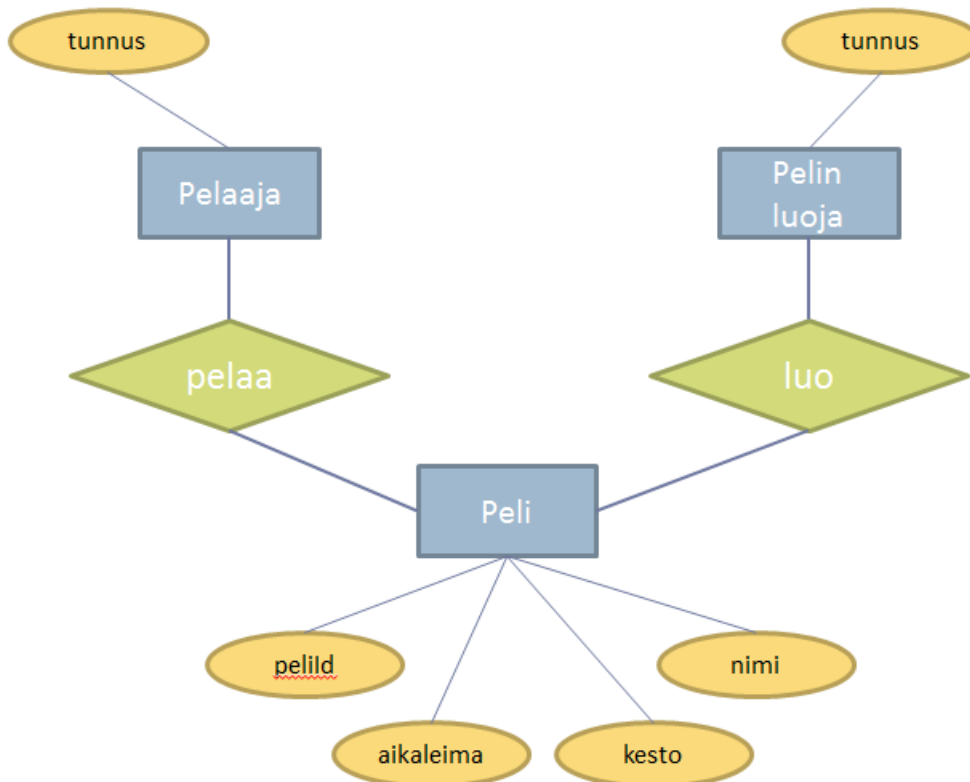 tunnus
tunnus
Pelaaja
Pelin
luoja
pelaa
luo
Peli
peliId
nimi
aikaleima
kesto